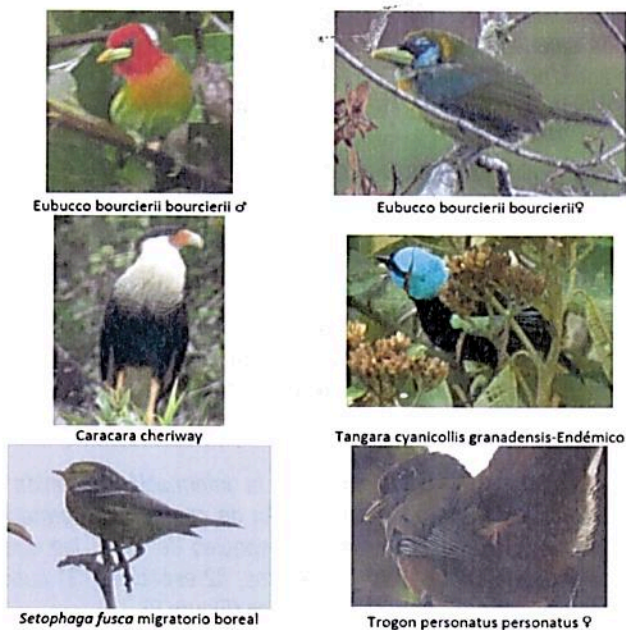 Eubucco bourcierii bourcierii ♂
Eubucco bourcierii bourcierii♀
Caracara cheriway
Tangara cyanicollis granadensis-Endémico
Setophaga fusca migratorio boreal
Trogon personatus personatus ♀